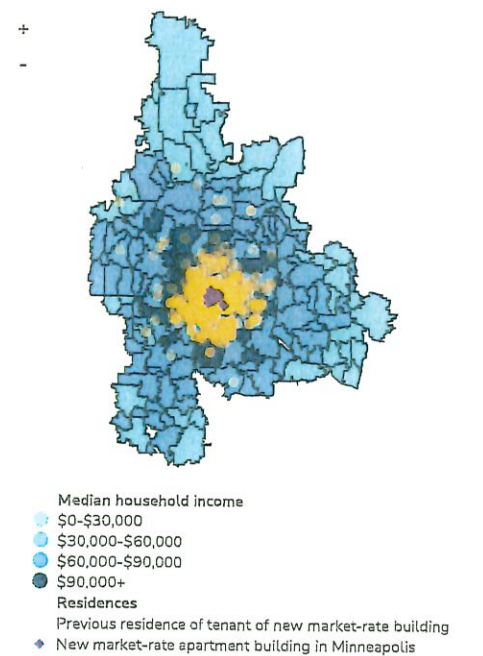 +
-
Median household income
$0-$30,000
$30,000-$60,000
$60,000-$90,000
$90,000+
Residences
Previous residence of tenant of new market-rate building
New market-rate apartment building in Minneapolis